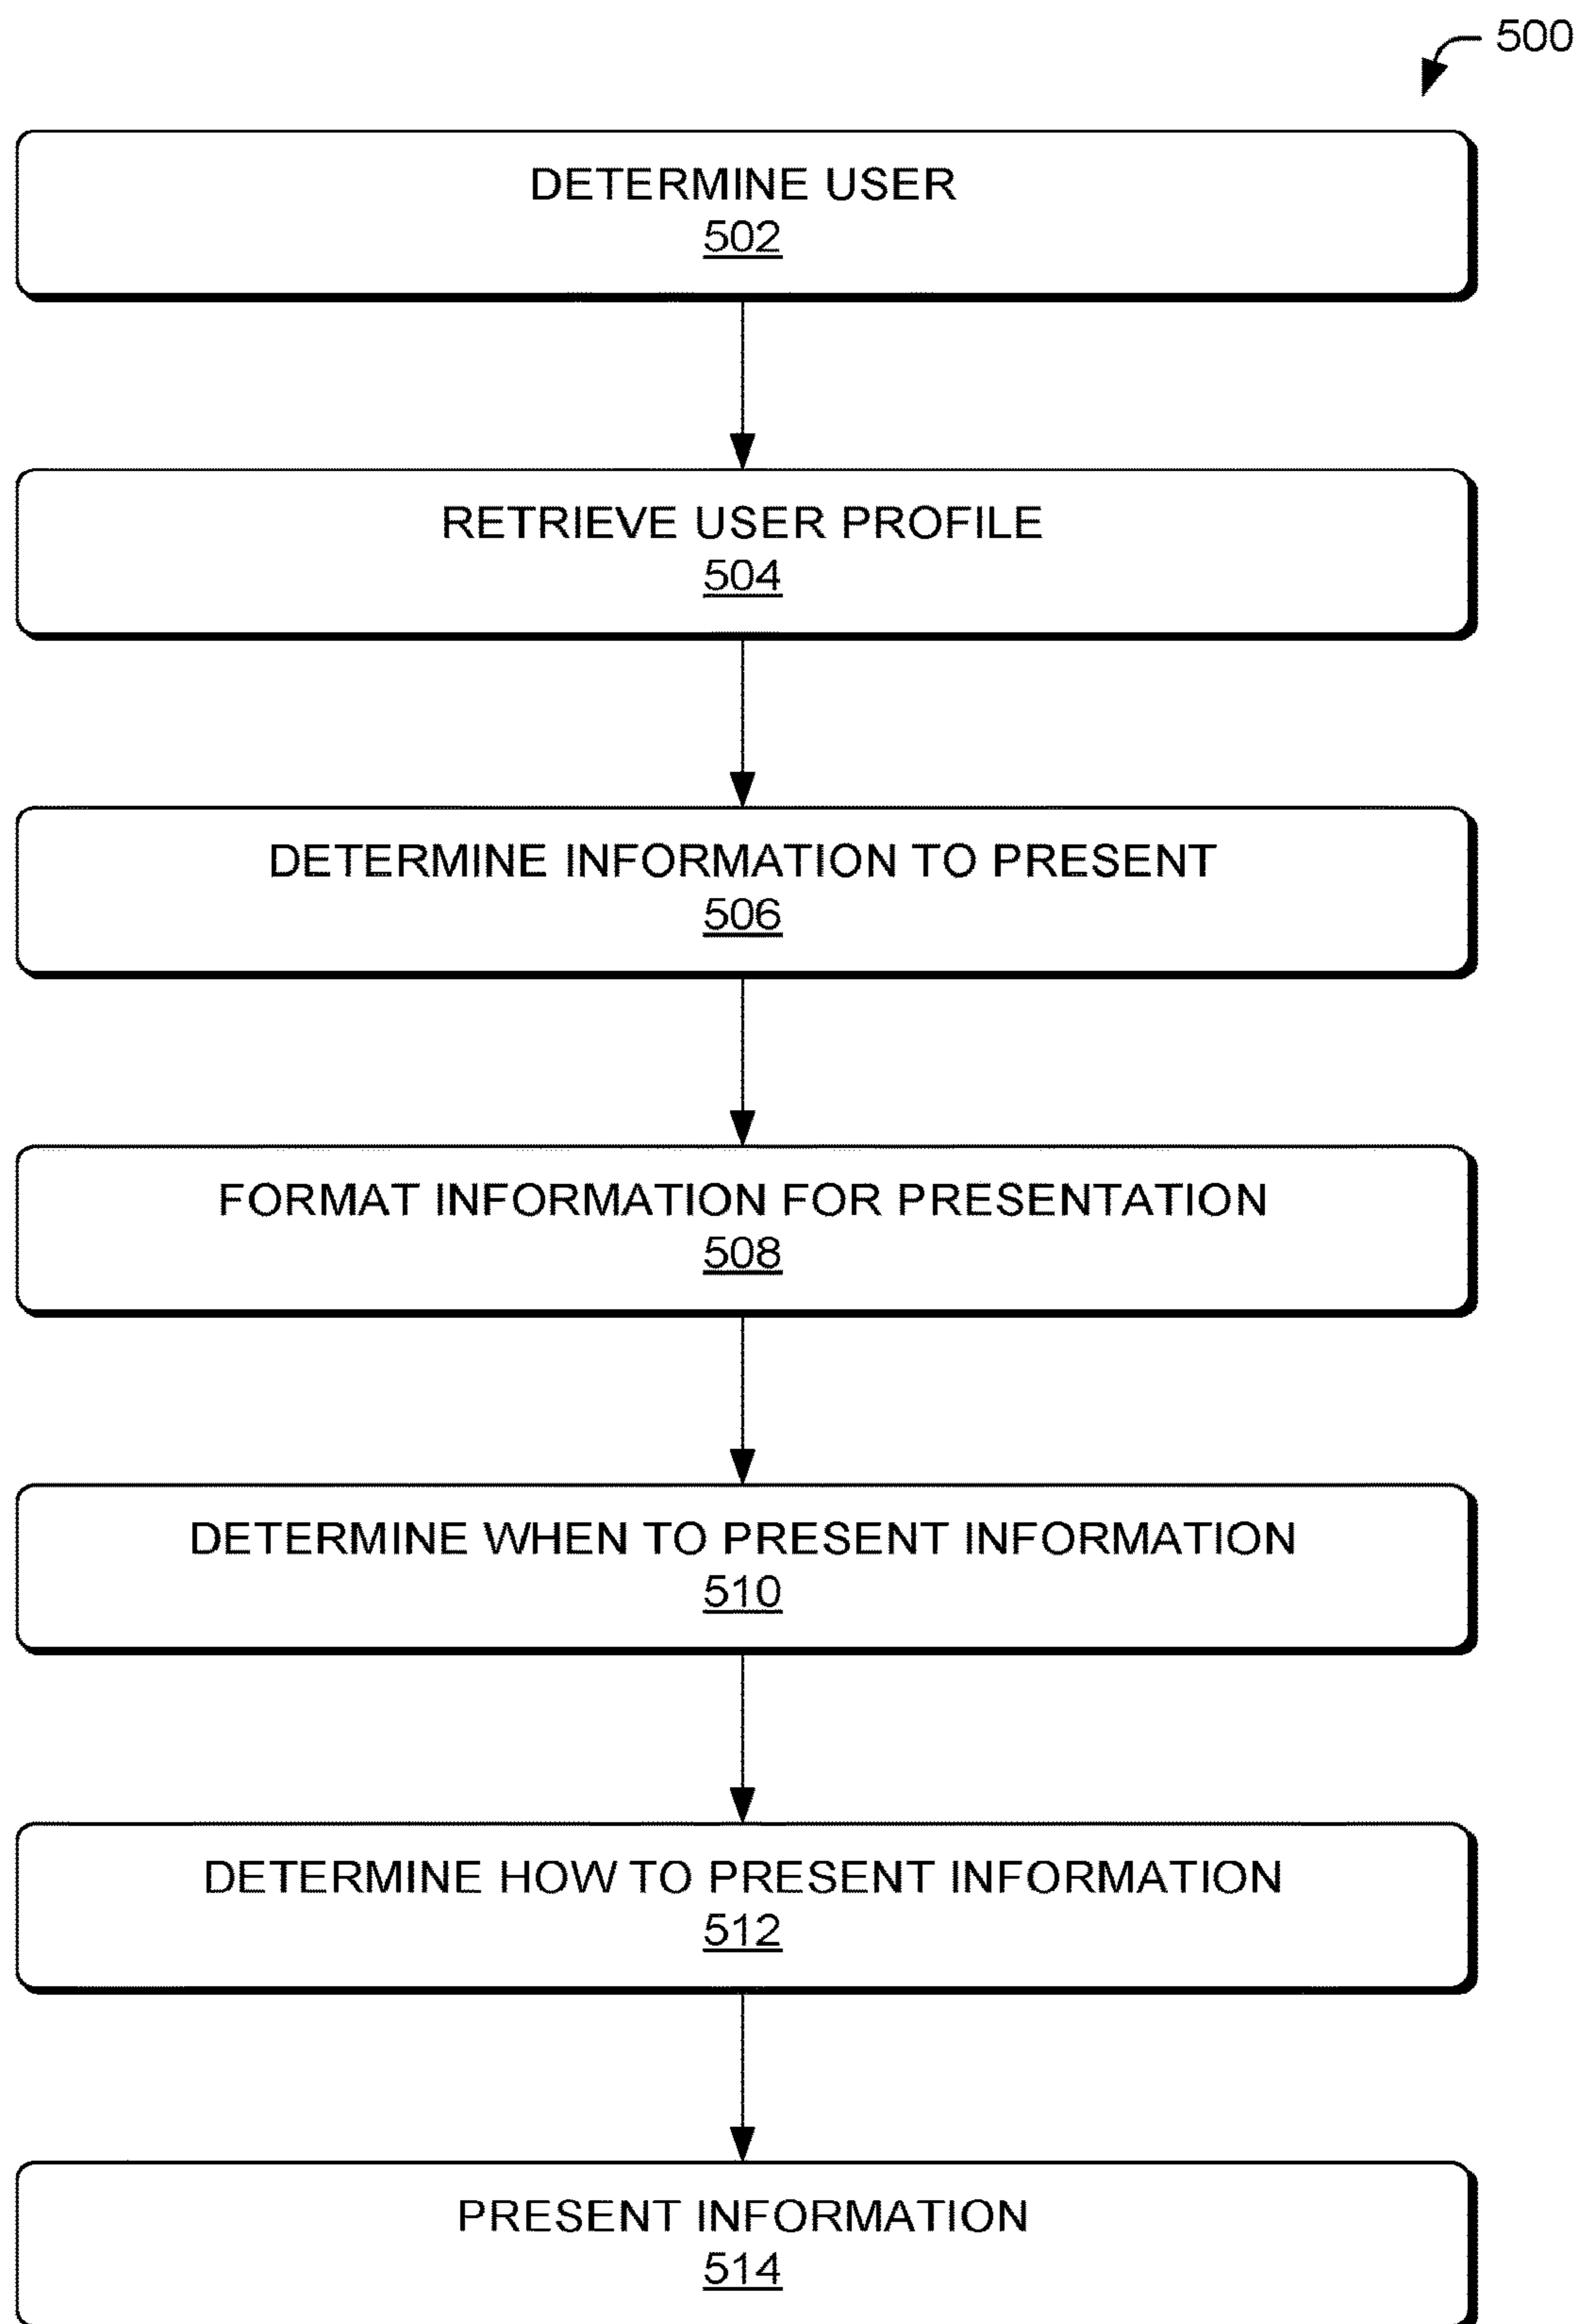 500
DETERMINE USER
502
RETRIEVE USER PROFILE
504
DETERMINE INFORMATION TO PRESENT
506
FORMAT INFORMATION FOR PRESENTATION
508
DETERMINE WHEN TO PRESENT INFORMATION
510
DETERMINE HOW TO PRESENT INFORMATION
512
PRESENT INFORMATION
514